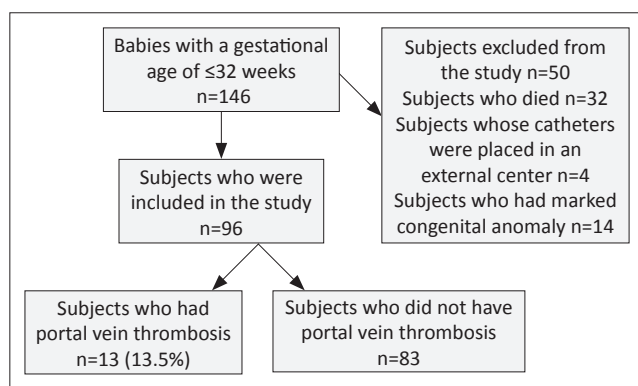 Babies with a gestational
age of ≤32 weeks
n=146
Subjects excluded from
the study n=50
Subjects who died n=32
Subjects whose catheters
were placed in an
external center n=4
Subjects who had marked
congenital anomaly n=14
Subjects who were
included in the study
n=96
Subjects who had
portal vein thrombosis
n=13 (13.5%)
Subjects who did not have
portal vein thrombosis
n=83